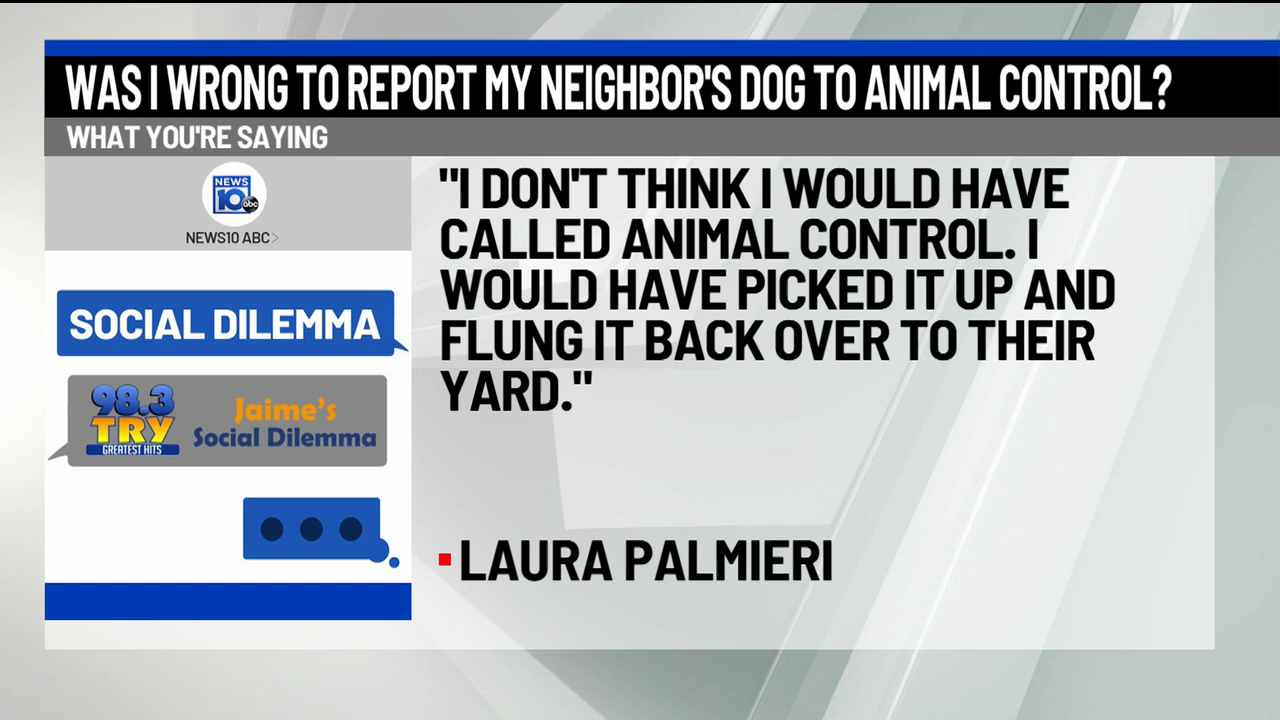 WAS I WRONG TO REPORT MY NEIGHBOR'S DOG TO ANIMAL CONTROL?
WHAT YOU'RE SAYING
NEWS
10
abc
NEWS10 ABC>
SOCIAL DILEMMA
98.3
TRY
GREATEST HITS
Jaime's
Social Dilemma
"I DON'T THINK I WOULD HAVE
CALLED ANIMAL CONTROL. I
WOULD HAVE PICKED IT UP AND
FLUNG IT BACK OVER TO THEIR
YARD."
LAURA PALMIERI